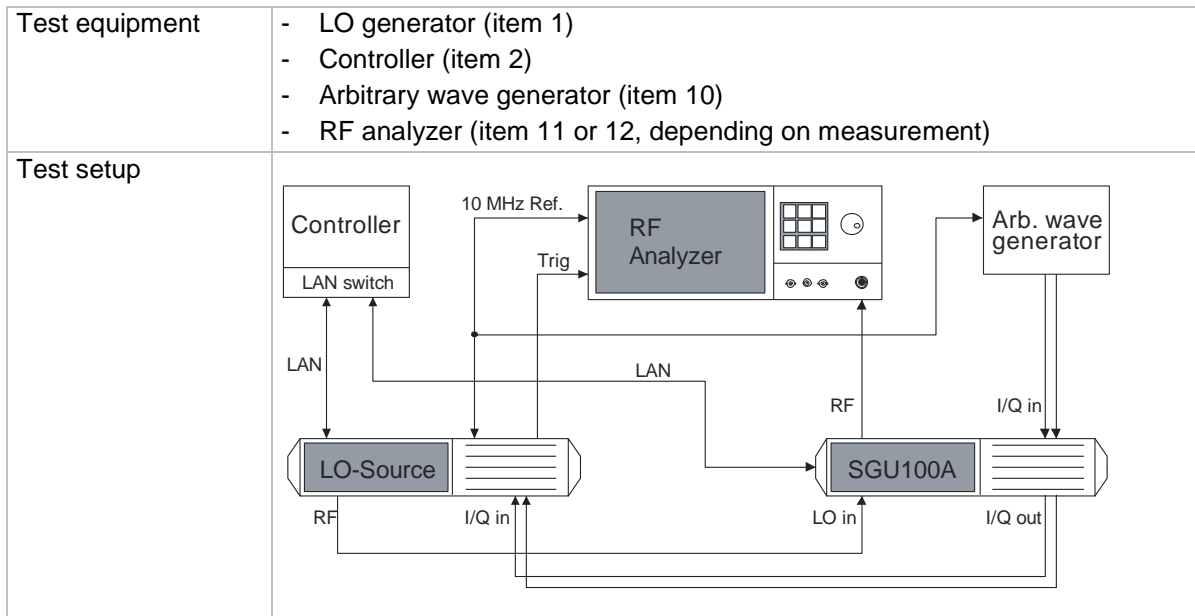 Test equipment
- LO generator (item 1)
- Controller (item 2)
- Arbitrary wave generator (item 10)
- RF analyzer (item 11 or 12, depending on measurement)
Test setup
Controller
LAN switch
10 MHz Ref.
Trig
RF
Analyzer
Arb. wave
generator
LAN
LAN
RF
I/Q in
LO-Source
SGU100A
RF
I/Q in
LO in
I/Q out